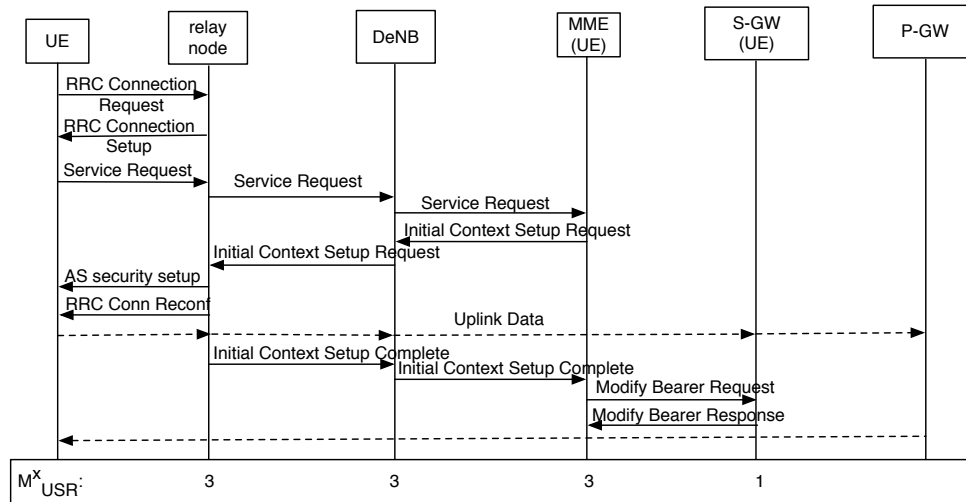 UE
relay
node
DeNB
MME
(UE)
S-GW
(UE)
P-GW
RRC Connection
Request
RRC Connection
Setup
Service Request
Service Request
Service Request
Initial Context Setup Request
Initial Context Setup Request
AS security setup
RRC Conn Reconf
Uplink Data
Initial Context Setup Complete
Initial Context Setup Complete
Modify Bearer Request
Modify Bearer Response
M^X_USR: 3 3 3 1